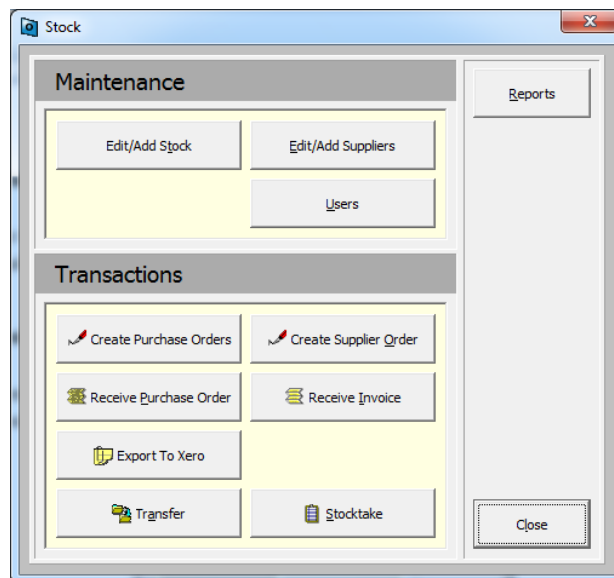 Stock
Maintenance
Reports
Edit/Add Stock
Edit/Add Suppliers
Users
Transactions
Create Purchase Orders
Create Supplier Order
Receive Purchase Order
Receive Invoice
Export To Xero
Transfer
Stocktake
Close